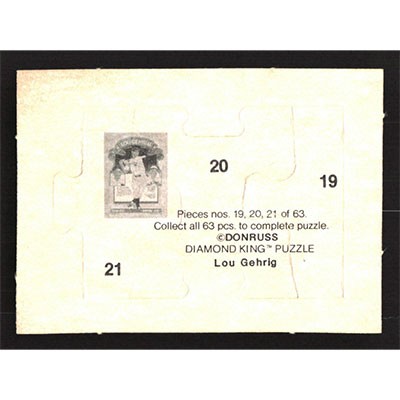 20
19
Pieces nos. 19, 20, 21 of 63.
Collect all 63 pcs. to complete puzzle.
©DONRUSS
DIAMOND KING™ PUZZLE
Lou Gehrig
21